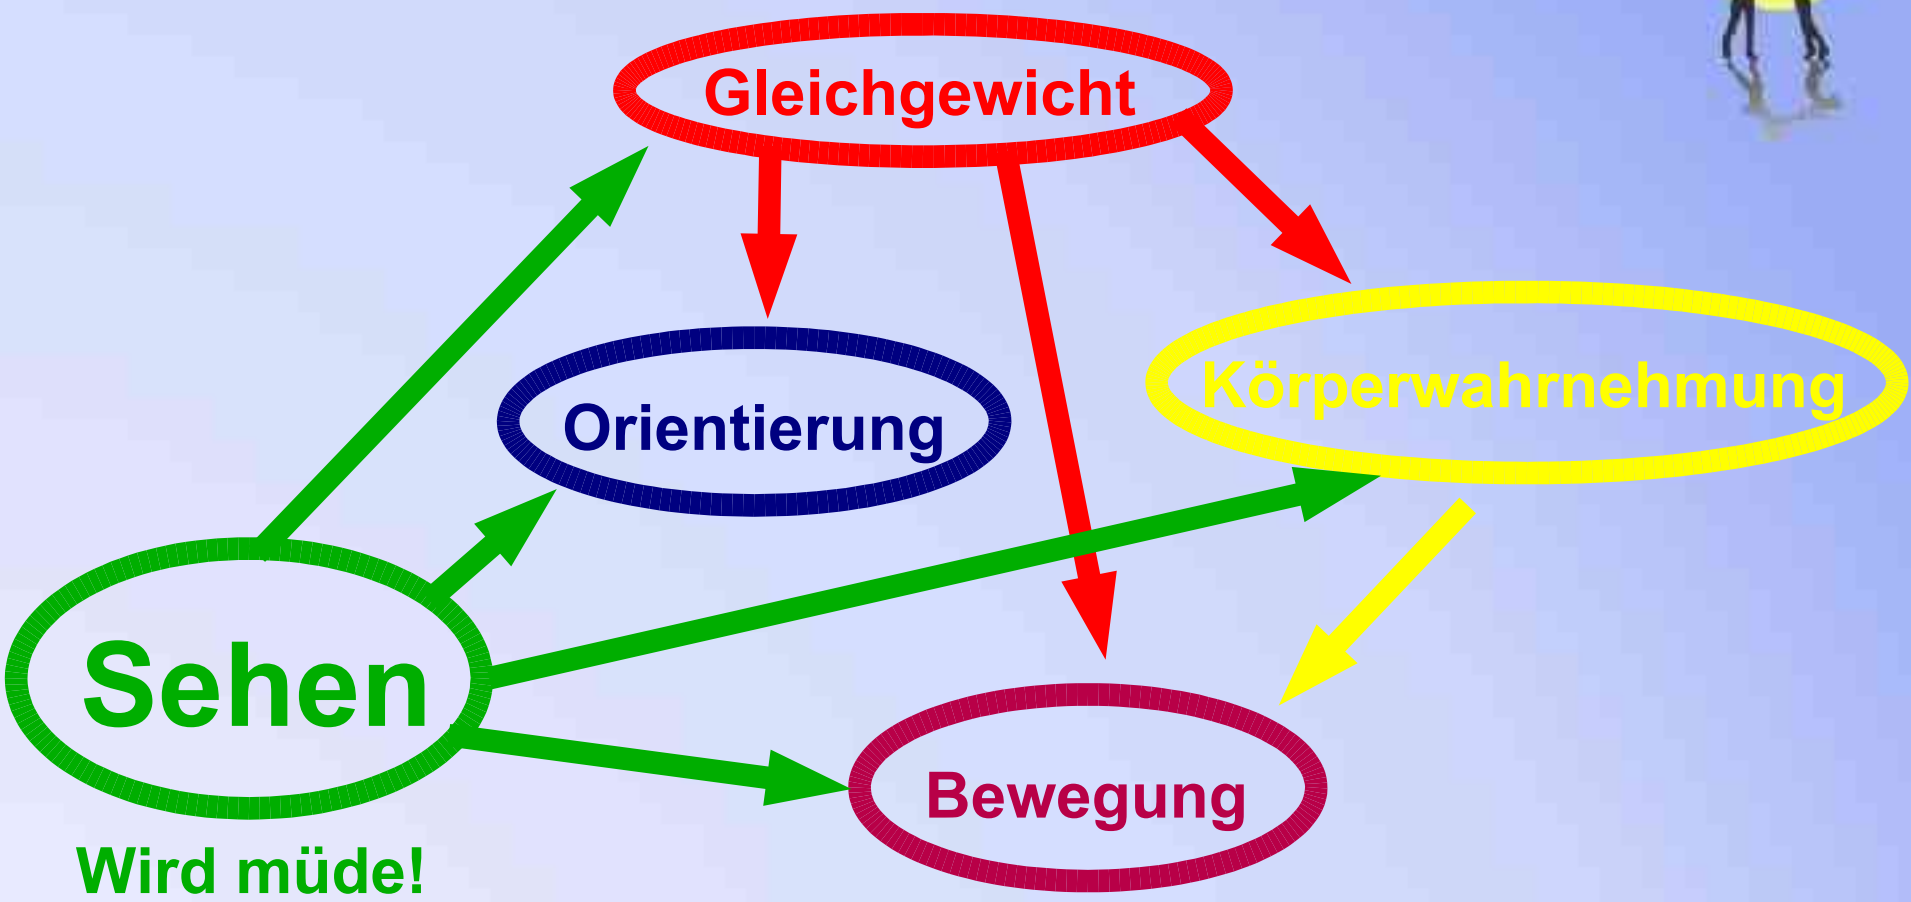 Gleichgewicht
Körperwahrnehmung
Orientierung
Sehen
Bewegung
Wird müde!